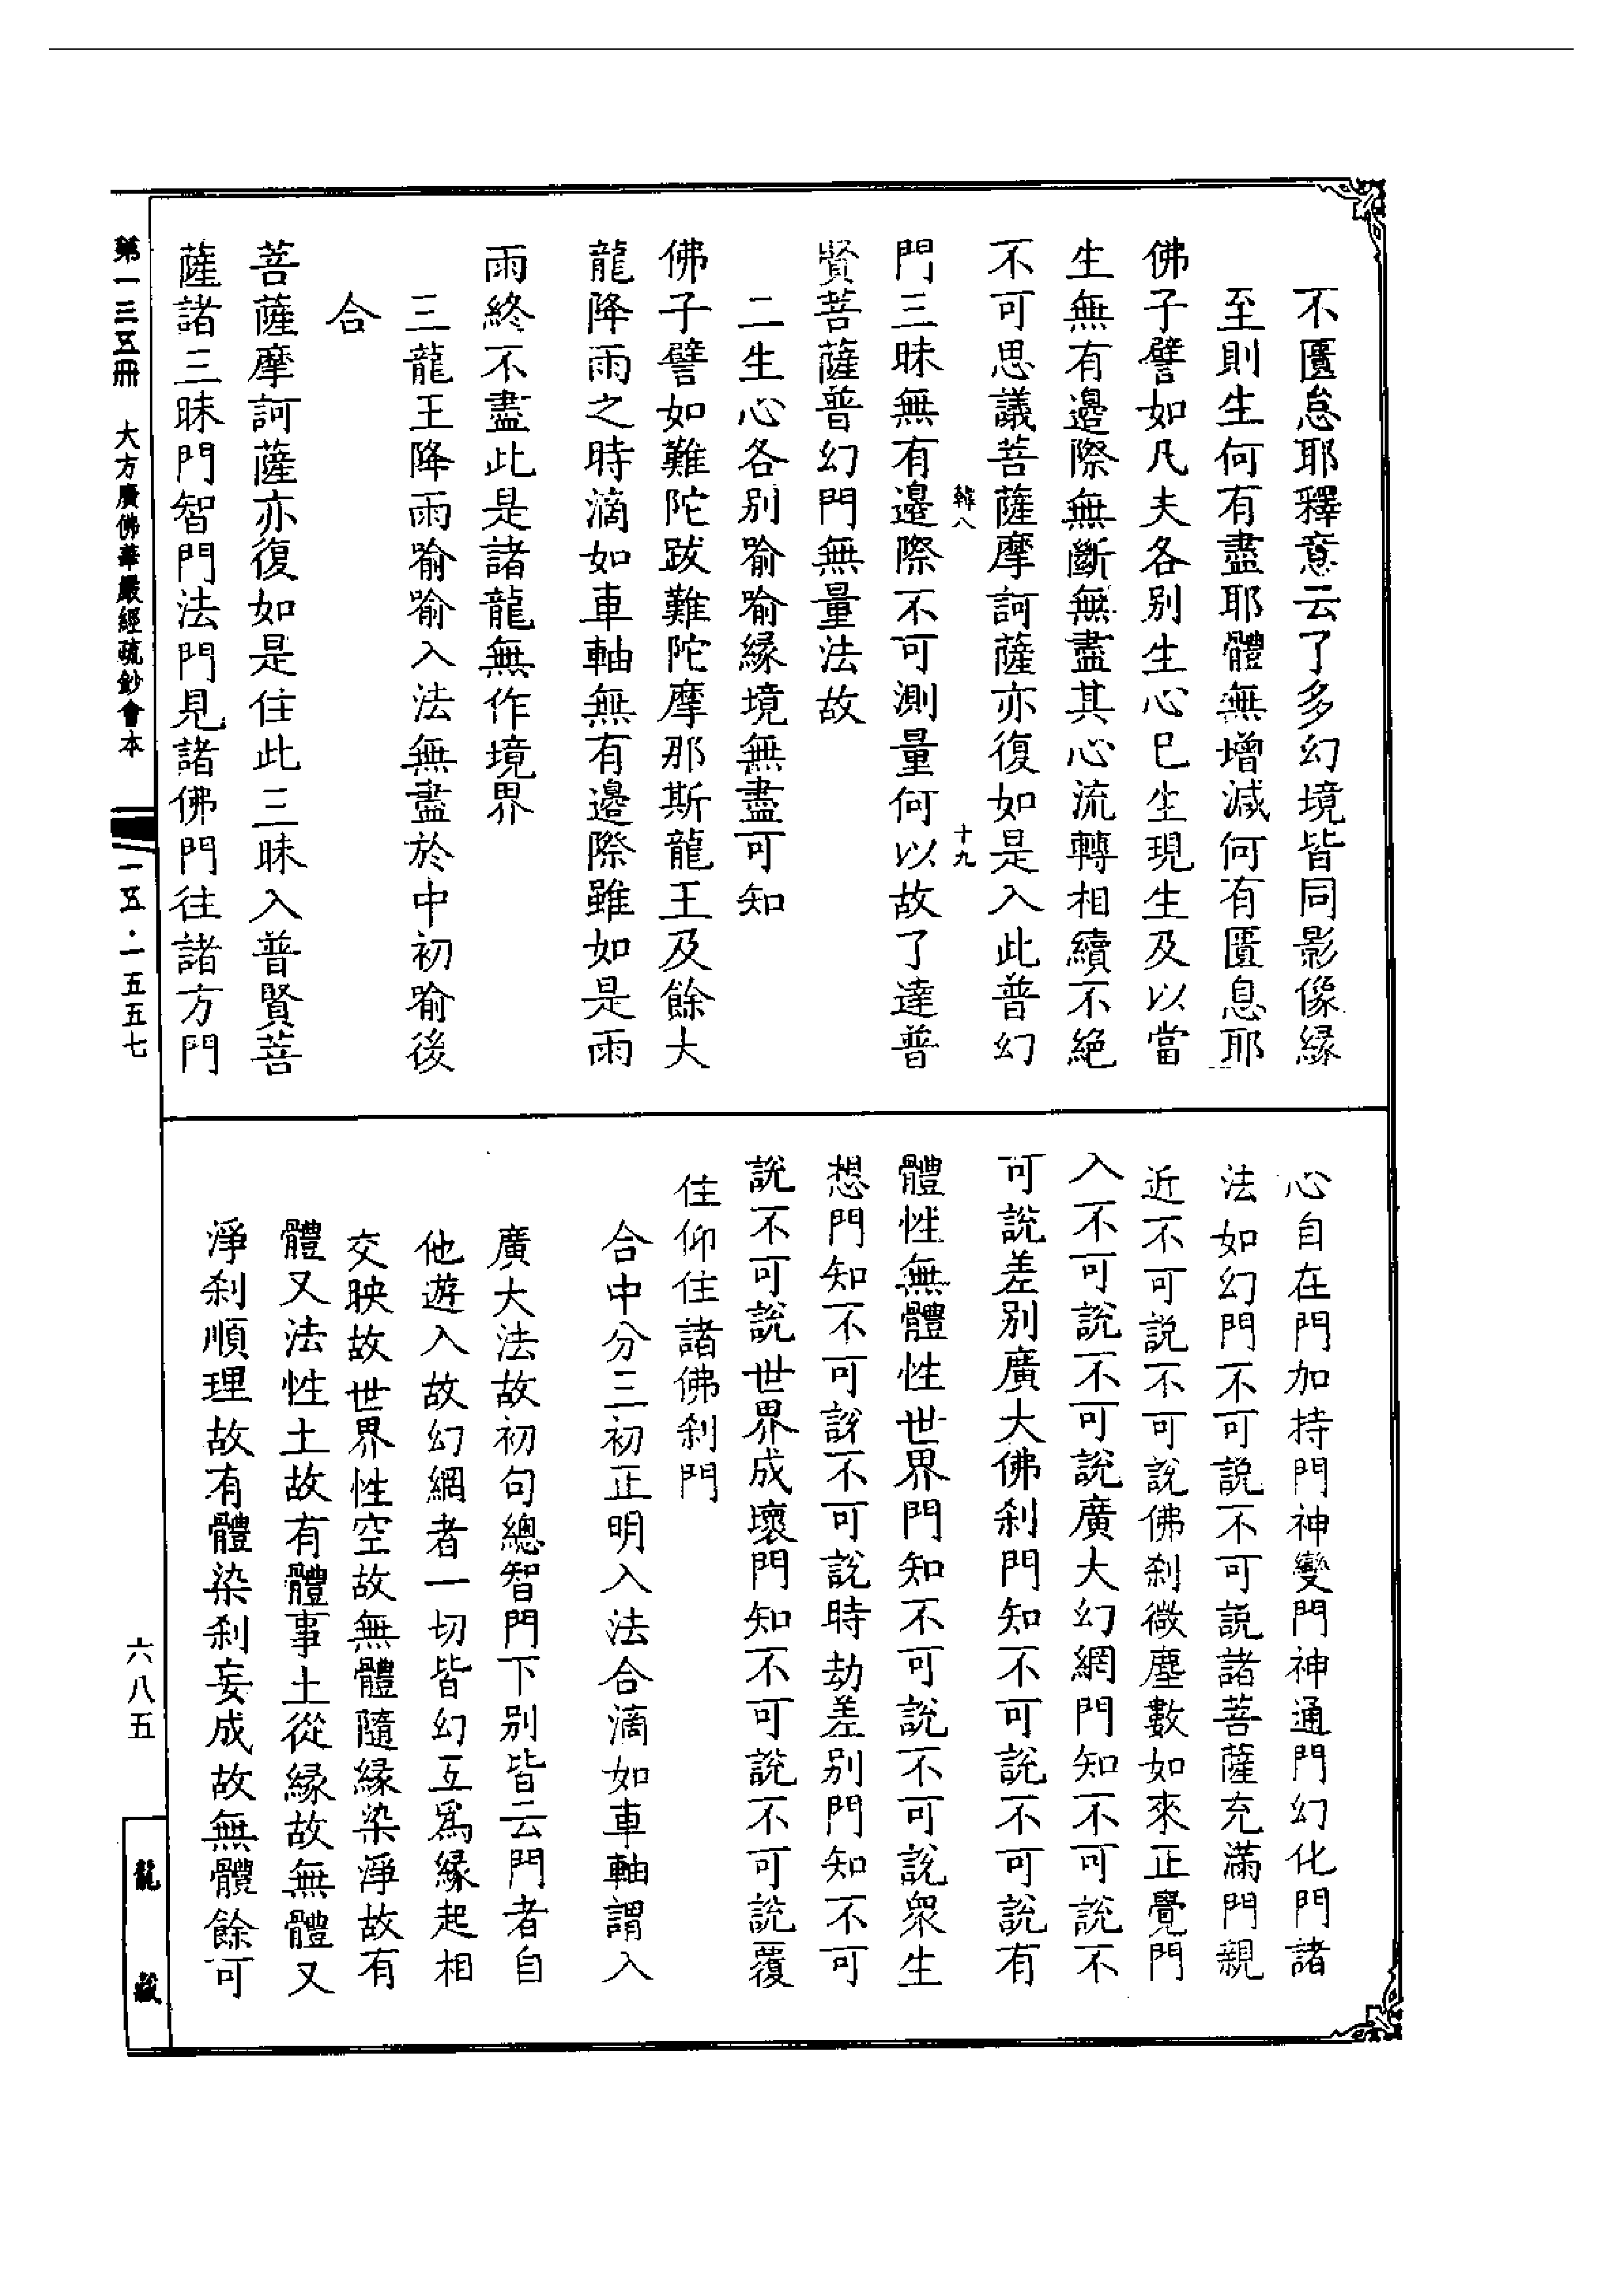 不匱怠耶釋意云了多幻境皆同影像緣
至則生何有盡耶體無增減何有匱息耶
佛子譬如凡夫各別生心已生現生及以當
生無有邊際無斷無盡其心流轉相續不絕
不可思議菩薩摩訶薩亦復如是入此普幻
韓八 十九
門三昧無有邊際不可測量何以故了達普
賢菩薩普幻門無量法故
二生心各別喻喻緣境無盡可知
佛子譬如難陀跋難陀摩那斯龍王及餘大
龍降雨之時滴如車軸無有邊際雖如是雨
雨終不盡此是諸龍無作境界
三龍王降雨喻喻入法無盡於中初喻後
合
菩薩摩訶薩亦復如是住此三昧入普賢菩
薩諸三昧門智門法門見諸佛門往諸方門
心自在門加持門神變門神通門幻化門諸
法如幻門不可說不可說諸菩薩充滿門親
近不可說不可說佛剎微塵數如來正覺門
入不可說不可說廣大幻網門知不可說不
可說差別廣大佛剎門知不可說不可說有
體性無體性世界門知不可說不可說眾生
想門知不可說不可說時劫差別門知不可
說不可說世界成壞門知不可說不可說覆
住仰住諸佛剎門
合中分三初正明入法合滴如車軸謂入
廣大法故初句總智門下別皆云門者自
他遊入故幻網者一切皆幻互爲緣起相
交映故世界性空故無體隨緣染淨故有
體又法性土故有體事土從緣故無體又
淨剎順理故有體染剎妄成故無體餘可
第一三五冊 大方廣佛華嚴經疏鈔會本
一五·一五五七
六八五
龍藏